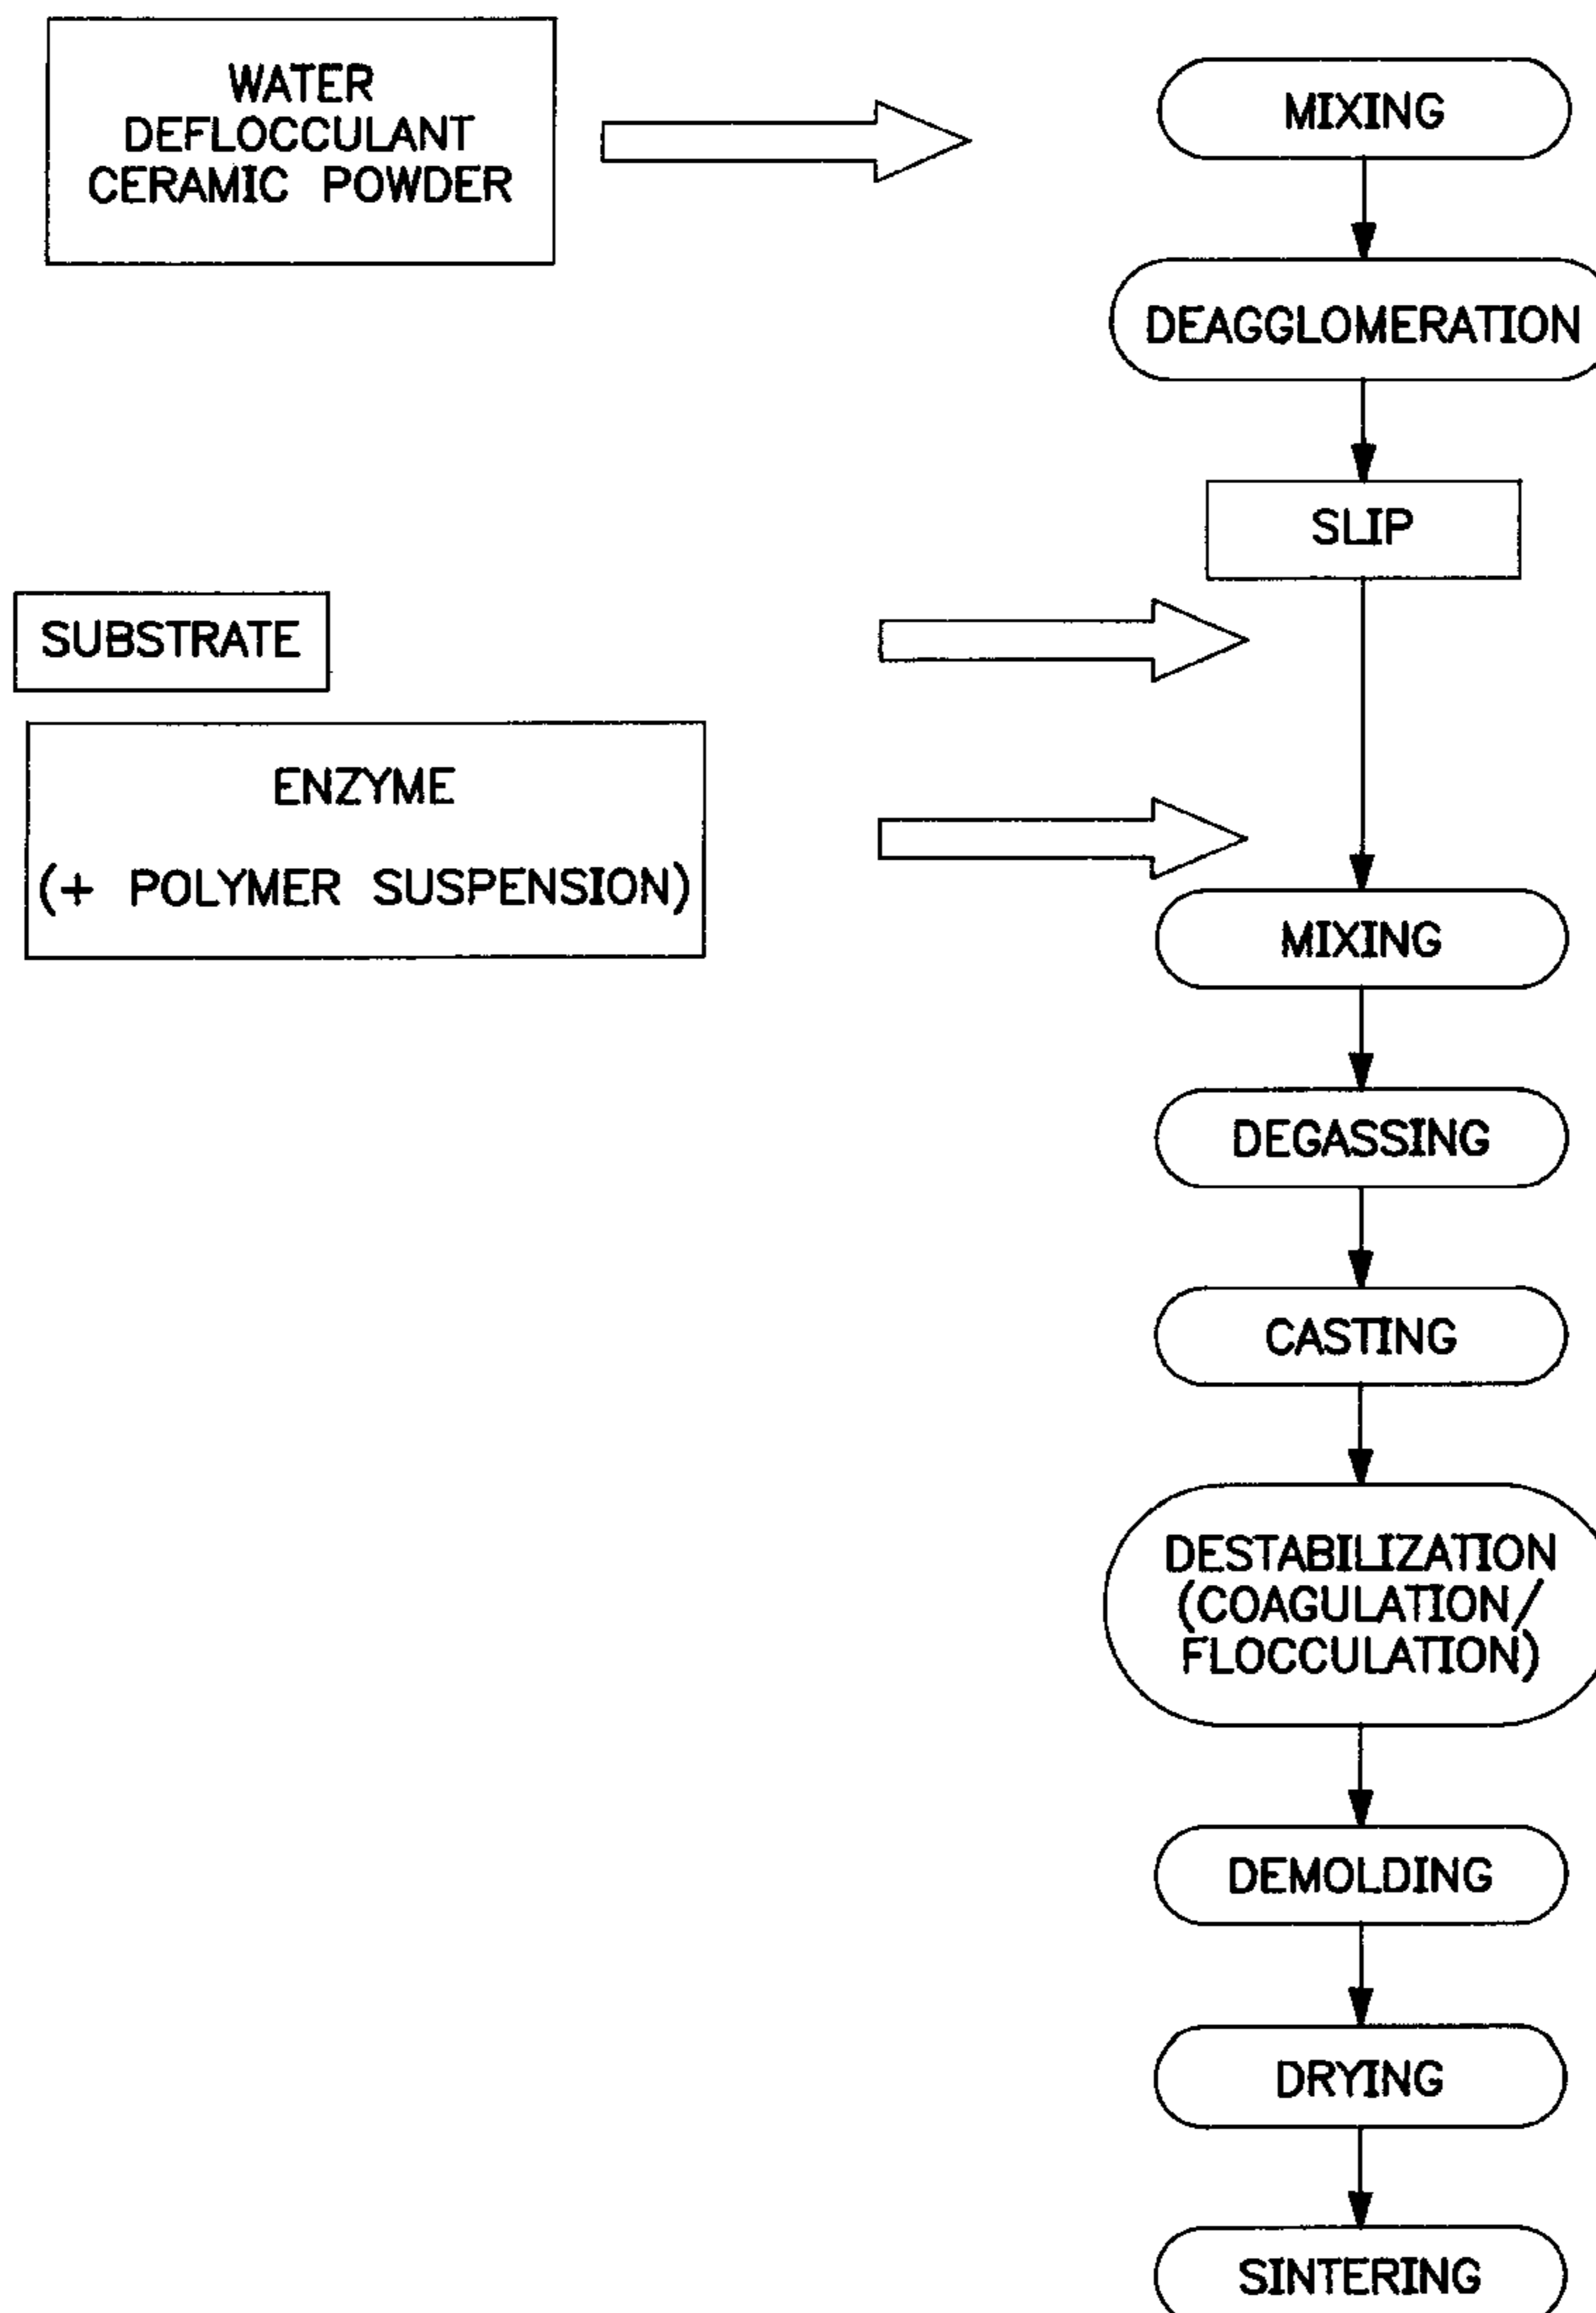 WATER
DEFLOCCULANT
CERAMIC POWDER
MIXING
DEAGGLOMERATION
SLIP
SUBSTRATE
ENZYME
(+ POLYMER SUSPENSION)
MIXING
DEGASSING
CASTING
DESTABILIZATION
(COAGULATION/
FLOCCULATION)
DEMOLDING
DRYING
SINTERING